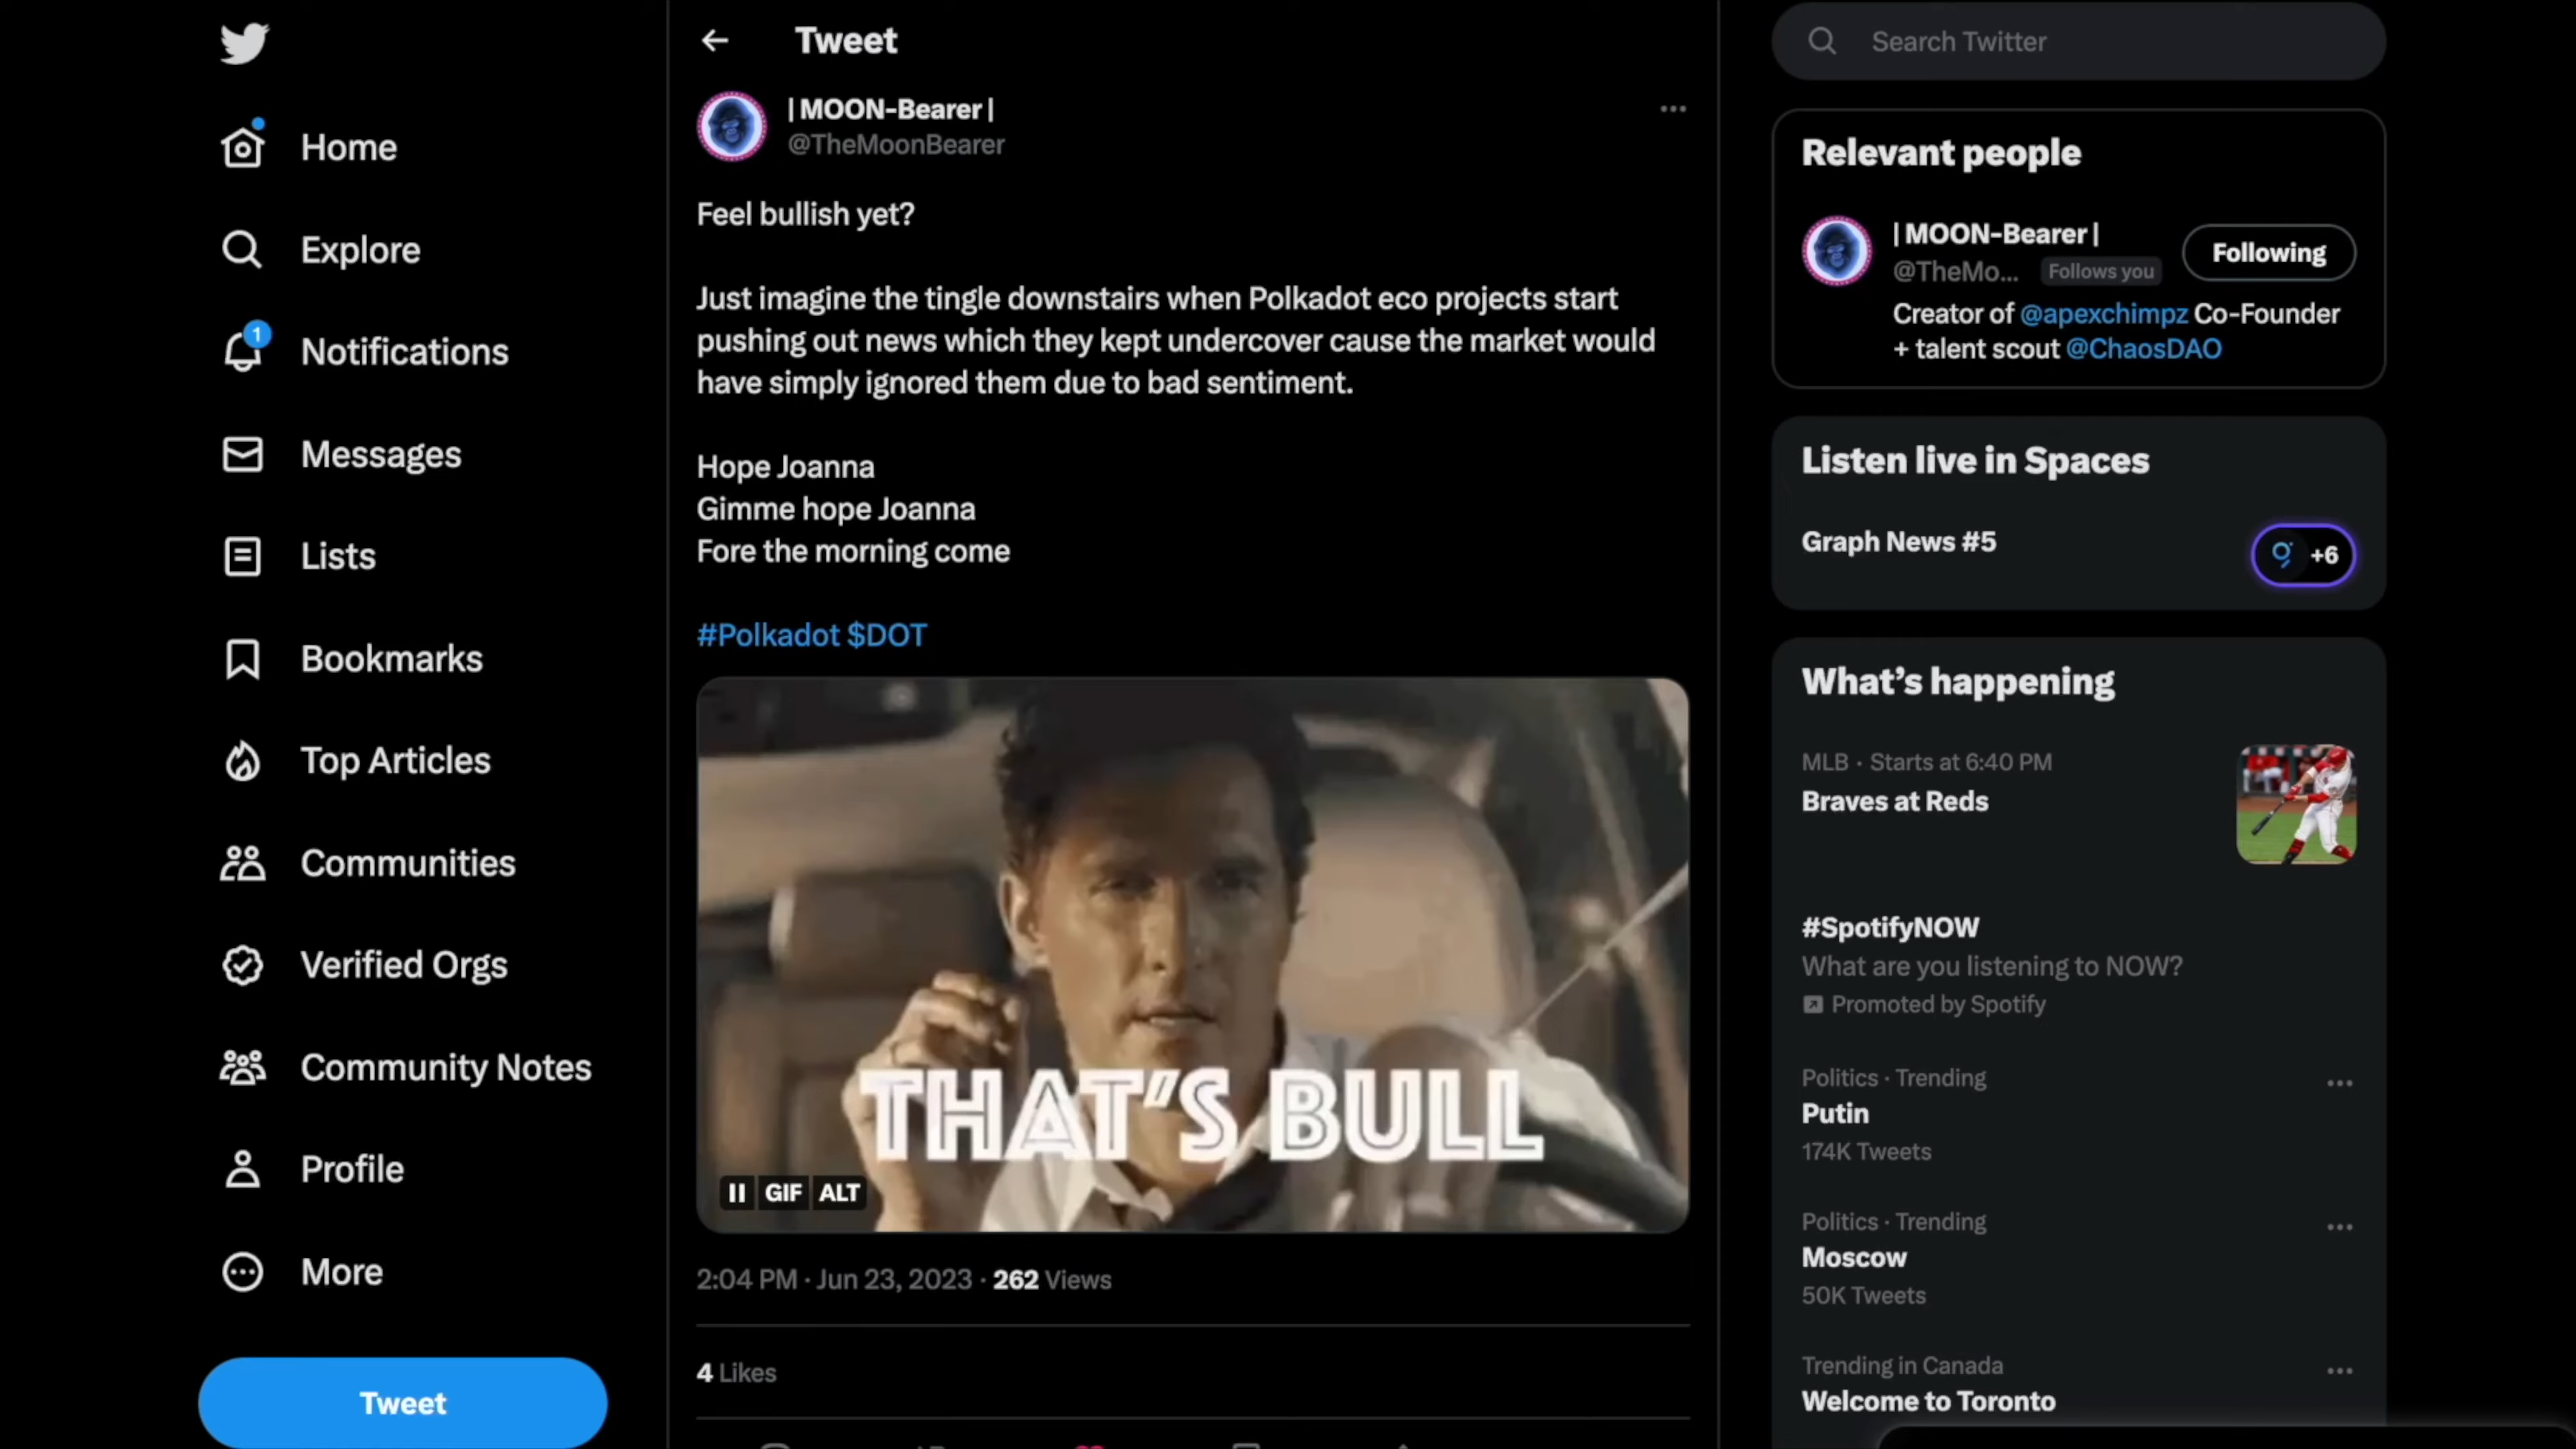 Home
Explore
1
Notifications
Messages
Lists
Bookmarks
Top Articles
Communities
Verified Orgs
Community Notes
Profile
More
Tweet
Tweet
| MOON-Bearer |
@TheMoonBearer
Feel bullish yet?
Just imagine the tingle downstairs when Polkadot eco projects start
pushing out news which they kept undercover cause the market would
have simply ignored them due to bad sentiment.
Hope Joanna
Gimme hope Joanna
Fore the morning come
#Polkadot $DOT
THAT'S BULL
GIF ALT
2:04 PM · Jun 23, 2023 · 262 Views
4 Likes
Search Twitter
Relevant people
| MOON-Bearer |
@TheMo... Follows you
Following
Creator of @apexchimpz Co-Founder
+ talent scout @ChaosDAO
Listen live in Spaces
Graph News #5
+6
What's happening
MLB · Starts at 6:40 PM
Braves at Reds
#SpotifyNOW
What are you listening to NOW?
Promoted by Spotify
Politics · Trending
Putin
174K Tweets
Politics · Trending
Moscow
50K Tweets
Trending in Canada
Welcome to Toronto